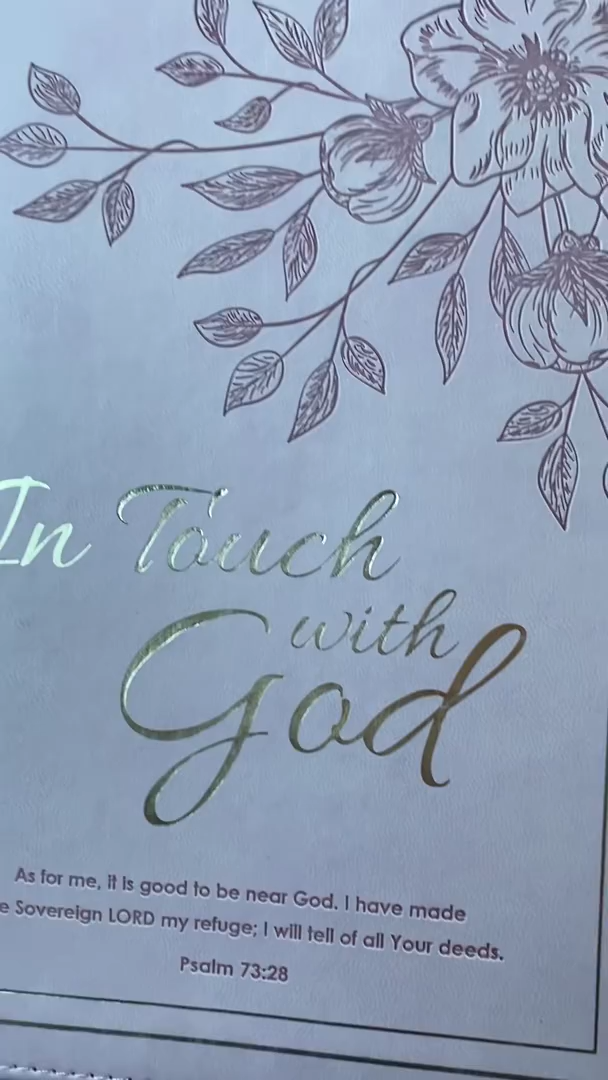 In Touch
with
God
As for me, it is good to be near God. I have made
Sovereign LORD my refuge; I will tell of all Your deeds.
Psalm 73:28